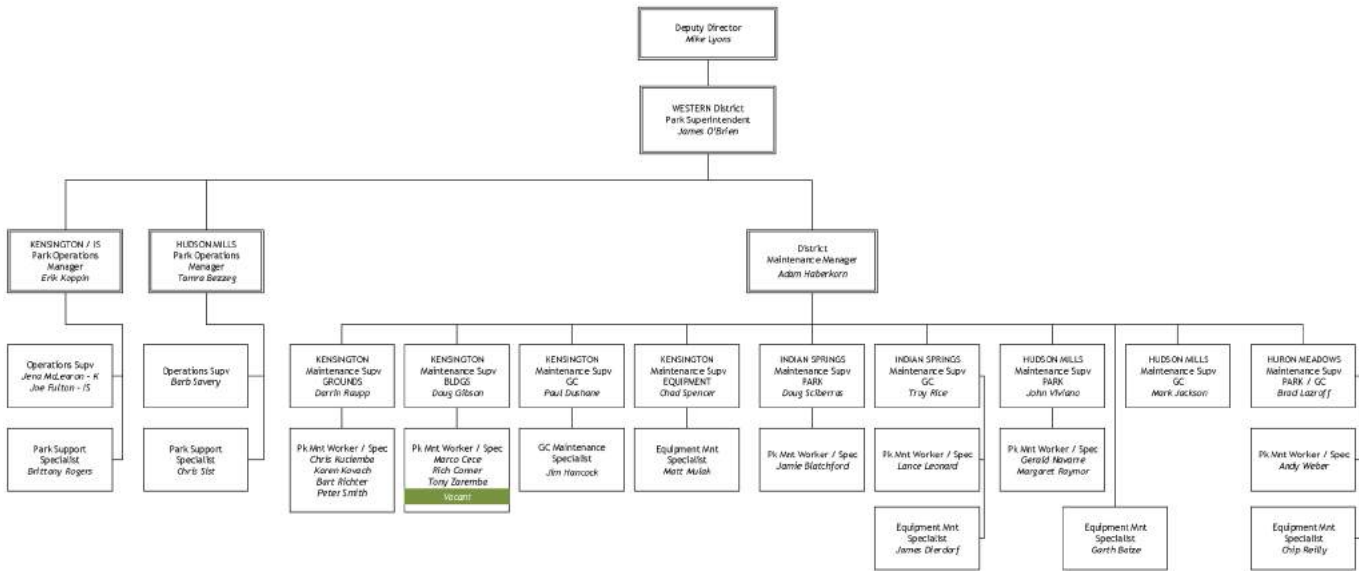 Deputy Director
Mike Lyons
WESTERN District
Park Superintendent
James O'Brien
KENSINGTON / IS
Park Operations
Manager
Erik Koppin
HUDSON MILLS
Park Operations
Manager
Tamra Bezzeg
District
Maintenance Manager
Adam Haberkorn
Operations Supv
Jena McLearon - K
Joe Fulton - IS
Operations Supv
Barb Savery
KENSINGTON
Maintenance Supv
GROUNDS
Darrin Raupp
KENSINGTON
Maintenance Supv
BLDGS
Doug Gibson
KENSINGTON
Maintenance Supv
GC
Paul Dushane
KENSINGTON
Maintenance Supv
EQUIPMENT
Chad Spencer
INDIAN SPRINGS
Maintenance Supv
PARK
Doug Sciberras
INDIAN SPRINGS
Maintenance Supv
GC
Troy Rice
HUDSON MILLS
Maintenance Supv
PARK
John Viviano
HUDSON MILLS
Maintenance Supv
GC
Mark Jackson
HURON MEADOWS
Maintenance Supv
PARK / GC
Brad Lazroff
Park Support
Specialist
Brittany Rogers
Park Support
Specialist
Chris Sist
Pk Mnt Worker / Spec
Chris Kuciemba
Karen Kovach
Bart Richter
Peter Smith
Pk Mnt Worker / Spec
Marco Cece
Rich Conner
Tony Zaremba
Vacant
GC Maintenance
Specialist
Jim Hancock
Equipment Mnt
Specialist
Matt Mulak
Pk Mnt Worker / Spec
Jamie Blatchford
Pk Mnt Worker / Spec
Lance Leonard
Pk Mnt Worker / Spec
Gerald Navarre
Margaret Raymor
Pk Mnt Worker / Spec
Andy Weber
Equipment Mnt
Specialist
James Dierdorf
Equipment Mnt
Specialist
Garth Batze
Equipment Mnt
Specialist
Chip Reilly